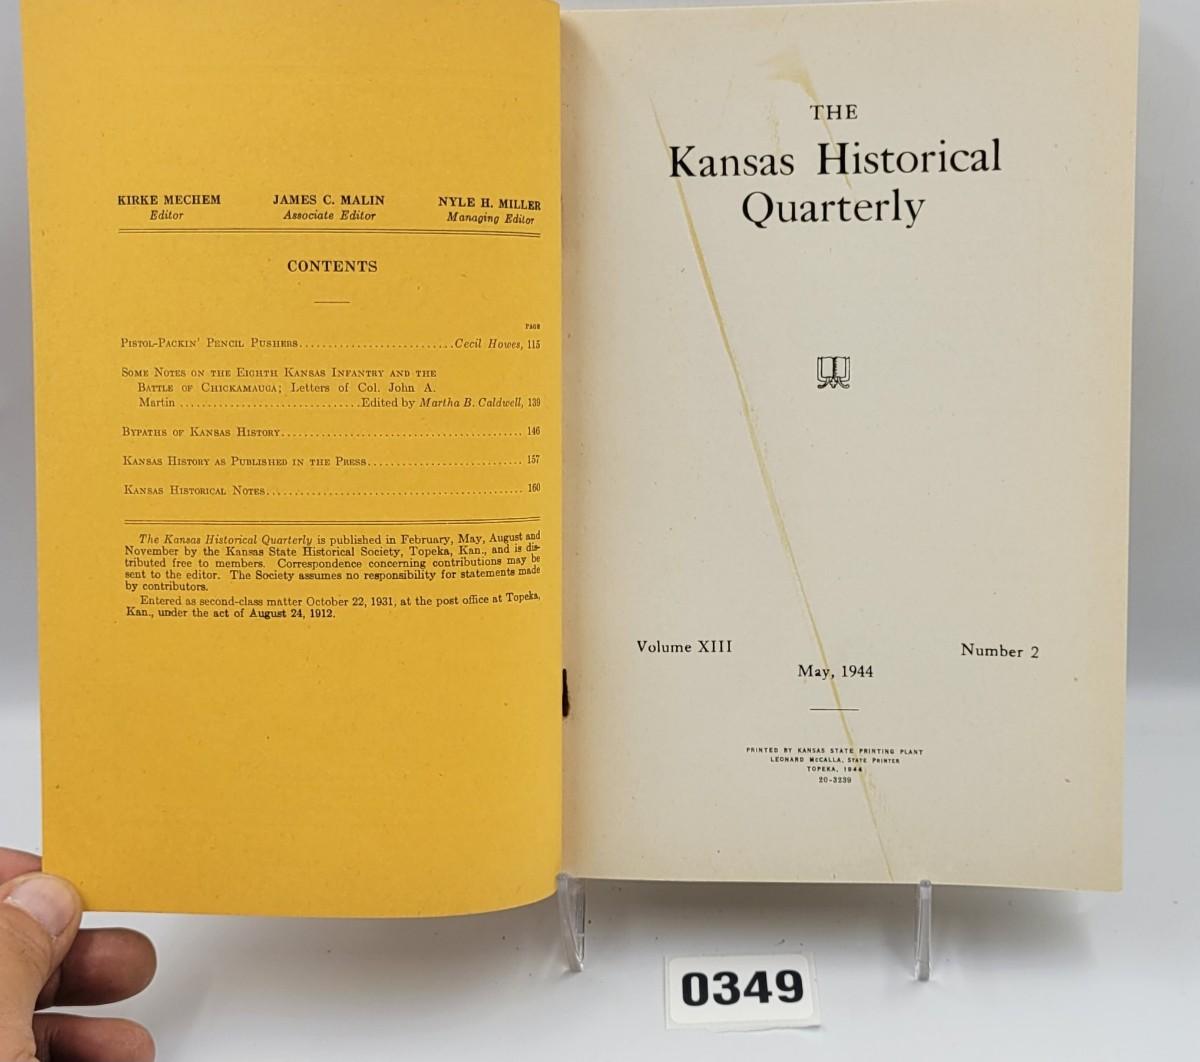 KIRKE MECHEM JAMES C. MALIN NYLE H. MILLER
Editor Associate Editor Managing Editor
CONTENTS
PAGE
PISTOL-PACKIN' PENCIL PUSHERS..........................Cecil Howes, 115
SOME NOTES ON THE EIGHTH KANSAS INFANTRY AND THE
BATTLE OF CHICKAMAUGA; Letters of Col. John A.
Martin ..............................Edited by Martha B. Caldwell, 139
BYPATHS OF KANSAS HISTORY........................................ 146
KANSAS HISTORY AS PUBLISHED IN THE PRESS.......................... 157
KANSAS HISTORICAL NOTES........................................... 160
The Kansas Historical Quarterly is published in February, May, August and
November by the Kansas State Historical Society, Topeka, Kan., and is dis-
tributed free to members. Correspondence concerning contributions may be
sent to the editor. The Society assumes no responsibility for statements made
by contributors.
Entered as second-class matter October 22, 1931, at the post office at Topeka,
Kan., under the act of August 24, 1912.
THE
Kansas Historical
Quarterly
Volume XIII Number 2
May, 1944
PRINTED BY KANSAS STATE PRINTING PLANT
LEONARD MCCALLA, STATE PRINTER
TOPEKA, 1944
20-3239
0349